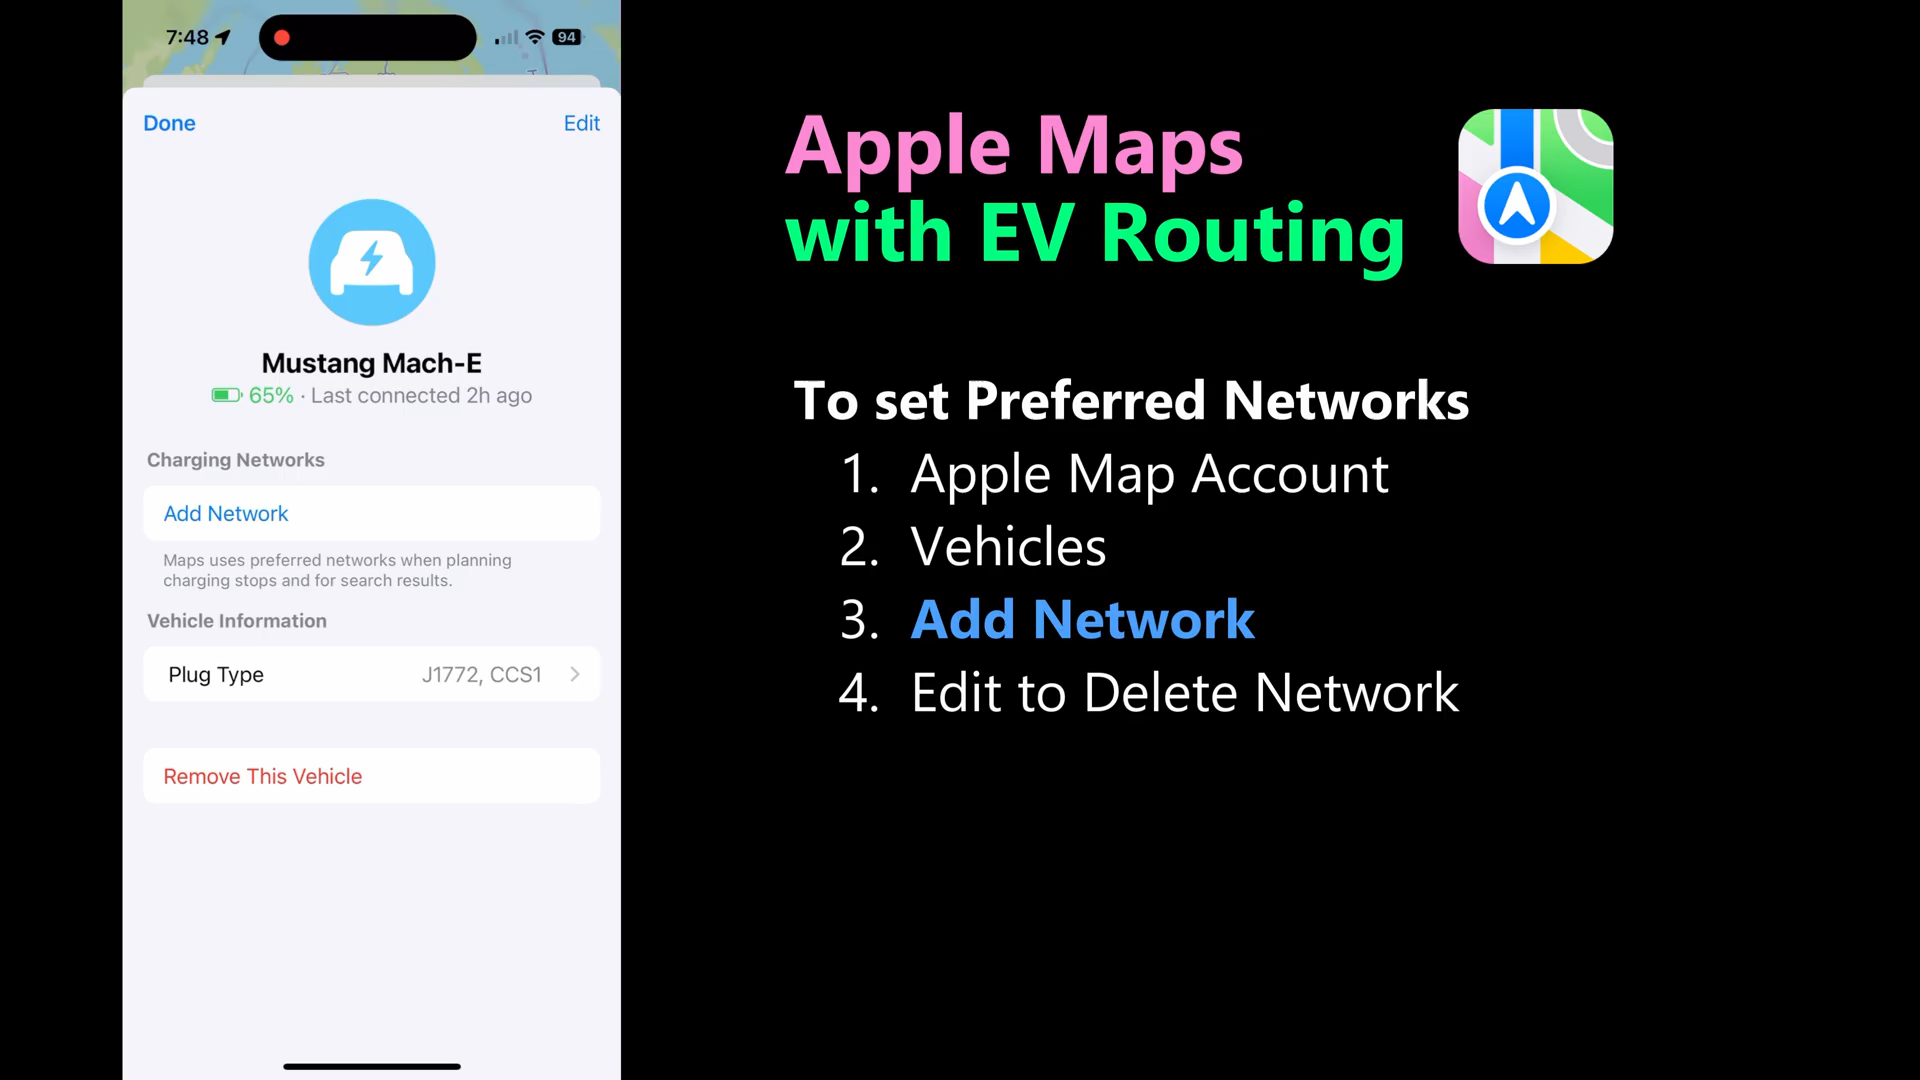 7:48
94
Done
Edit
Mustang Mach-E
65% · Last connected 2h ago
Charging Networks
Add Network
Maps uses preferred networks when planning
charging stops and for search results.
Vehicle Information
Plug Type
J1772, CCS1
Remove This Vehicle
Apple Maps
with EV Routing
To set Preferred Networks
1. Apple Map Account
2. Vehicles
3. Add Network
4. Edit to Delete Network